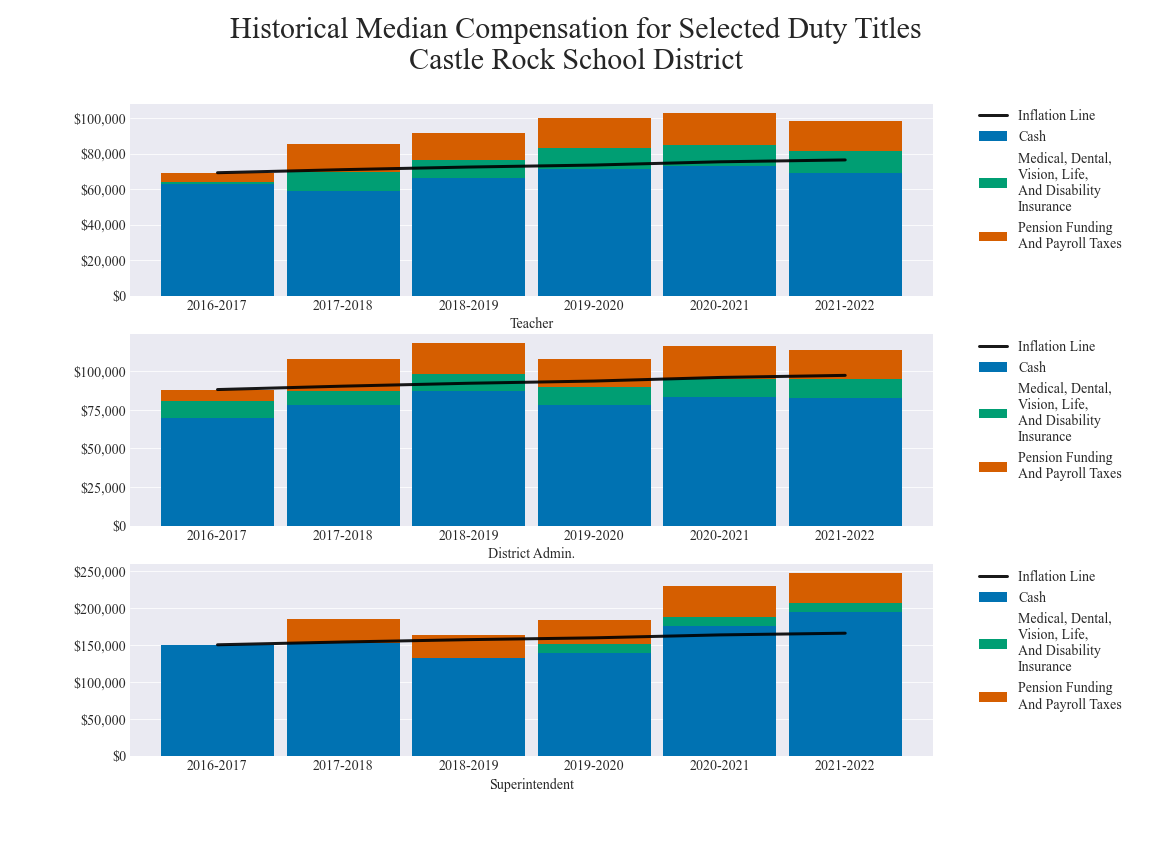 Historical Median Compensation for Selected Duty Titles
Castle Rock School District
$100,000
$80,000
$60,000
$40,000
$20,000
$0
2016-2017 2017-2018 2018-2019 2019-2020 2020-2021 2021-2022
Teacher
Inflation Line
Cash
Medical, Dental,
Vision, Life,
And Disability
Insurance
Pension Funding
And Payroll Taxes
$100,000
$75,000
$50,000
$25,000
$0
2016-2017 2017-2018 2018-2019 2019-2020 2020-2021 2021-2022
District Admin.
Inflation Line
Cash
Medical, Dental,
Vision, Life,
And Disability
Insurance
Pension Funding
And Payroll Taxes
$250,000
$200,000
$150,000
$100,000
$50,000
$0
2016-2017 2017-2018 2018-2019 2019-2020 2020-2021 2021-2022
Superintendent
Inflation Line
Cash
Medical, Dental,
Vision, Life,
And Disability
Insurance
Pension Funding
And Payroll Taxes